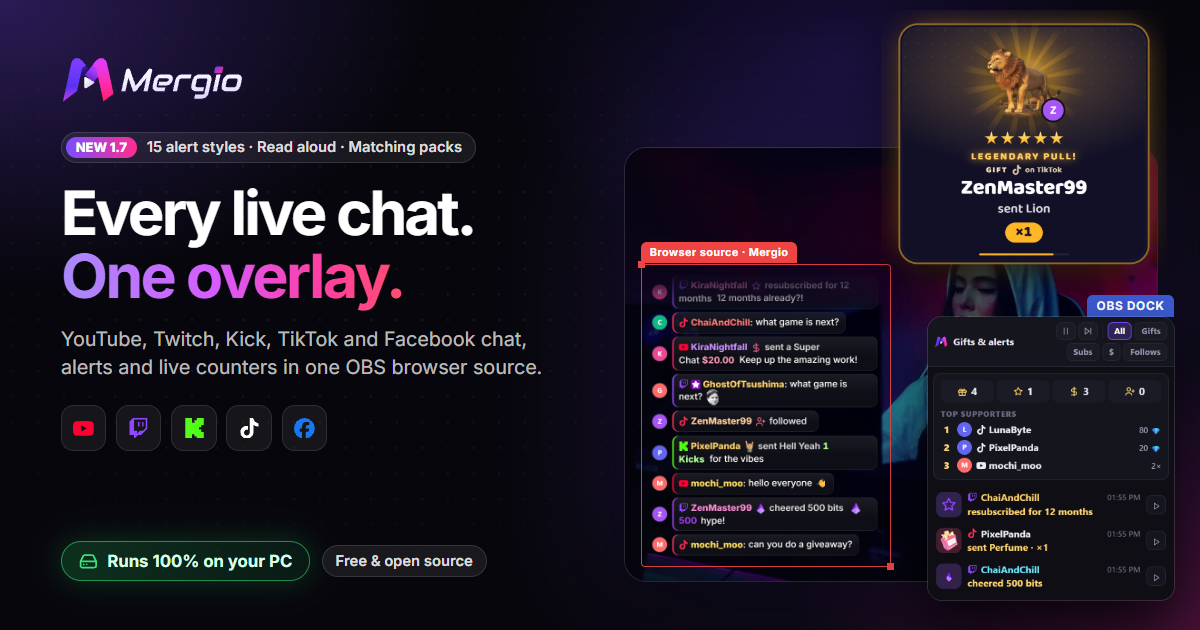 Mergio
NEW 1.7 15 alert styles · Read aloud · Matching packs
Every live chat.
One overlay.
YouTube, Twitch, Kick, TikTok and Facebook chat,
alerts and live counters in one OBS browser source.
Runs 100% on your PC
Free & open source
Z
★★★★★
LEGENDARY PULL!
GIFT on TikTok
ZenMaster99
sent Lion
×1
Browser source · Mergio
K KiraNightfall resubscribed for 12
months 12 months already?!
C ChaiAndChill: what game is next?
K KiraNightfall $ sent a Super
Chat $20.00 Keep up the amazing work!
G GhostOfTsushima: what game is
next?
Z ZenMaster99 followed
P PixelPanda sent Hell Yeah 1
Kicks for the vibes
M mochi_moo: hello everyone 👋
Z ZenMaster99 cheered 500 bits
500 hype!
M mochi_moo: can you do a giveaway?
OBS DOCK
Gifts & alerts
All Gifts
Subs $ Follows
4 1 $ 3 0
TOP SUPPORTERS
1 L LunaByte 80
2 P PixelPanda 20
3 M mochi_moo 2×
ChaiAndChill 01:55 PM
resubscribed for 12 months
PixelPanda 01:55 PM
sent Perfume · ×1
ChaiAndChill 01:55 PM
cheered 500 bits